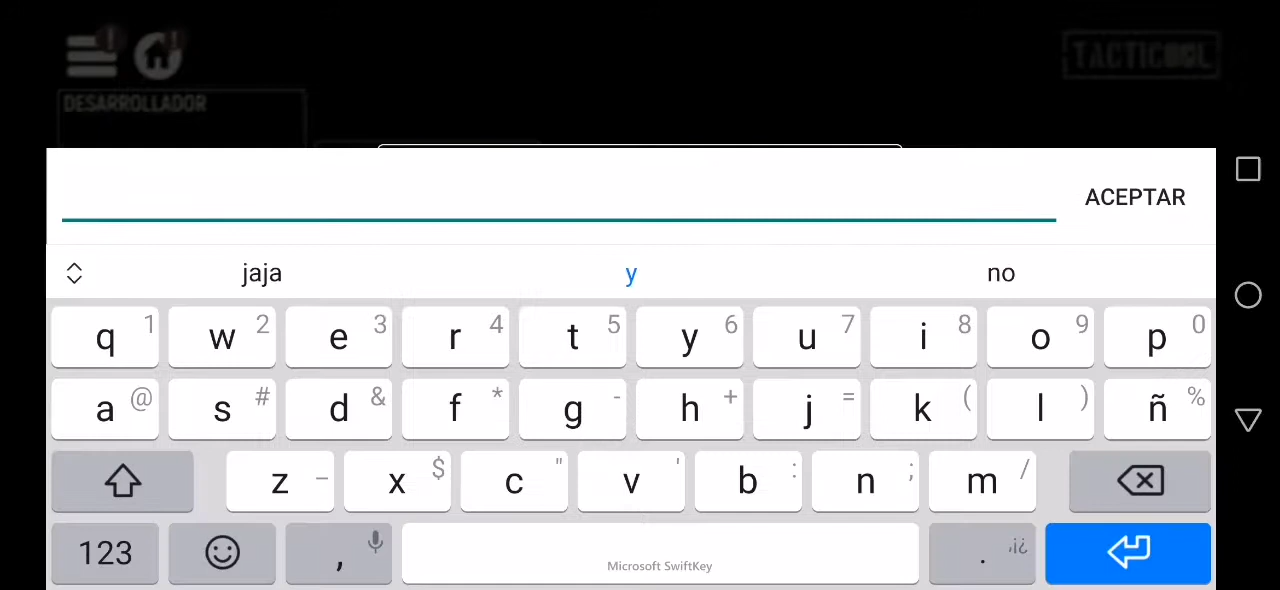 TACTICOOL
DESARROLLADOR
ACEPTAR
jaja y no
q 1 w 2 e 3 r 4 t 5 y 6 u 7 i 8 o 9 p 0
a @ s # d & f * g - h + j = k ( l ) ñ %
z _ x $ c " v ' b : n ; m /
123 , Microsoft SwiftKey . ,¡¿